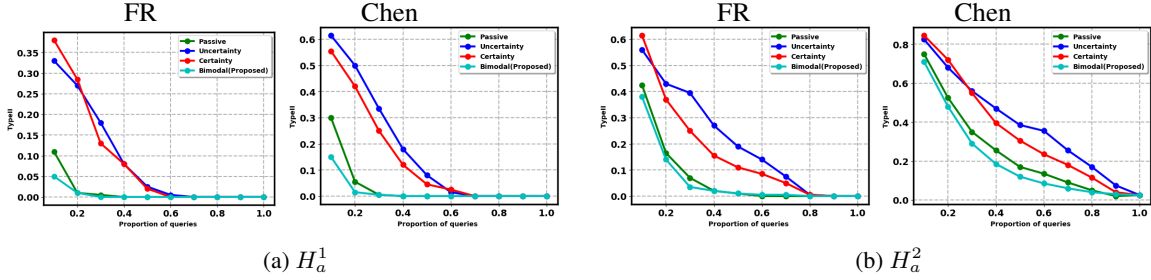 FR
Chen
FR
Chen
TypeII
0.35
0.30
0.25
0.20
0.15
0.10
0.05
0.00
Passive
Uncertainty
Certainty
Bimodal(Proposed)
0.2 0.4 0.6 0.8 1.0
Proportion of queries
TypeII
0.6
0.5
0.4
0.3
0.2
0.1
0.0
Passive
Uncertainty
Certainty
Bimodal(Proposed)
0.2 0.4 0.6 0.8 1.0
Proportion of queries
(a) $H_a^1$
TypeII
0.6
0.5
0.4
0.3
0.2
0.1
0.0
Passive
Uncertainty
Certainty
Bimodal(Proposed)
0.2 0.4 0.6 0.8 1.0
Proportion of queries
TypeII
0.8
0.6
0.4
0.2
0.0
Passive
Uncertainty
Certainty
Bimodal(Proposed)
0.2 0.4 0.6 0.8 1.0
Proportion of queries
(b) $H_a^2$